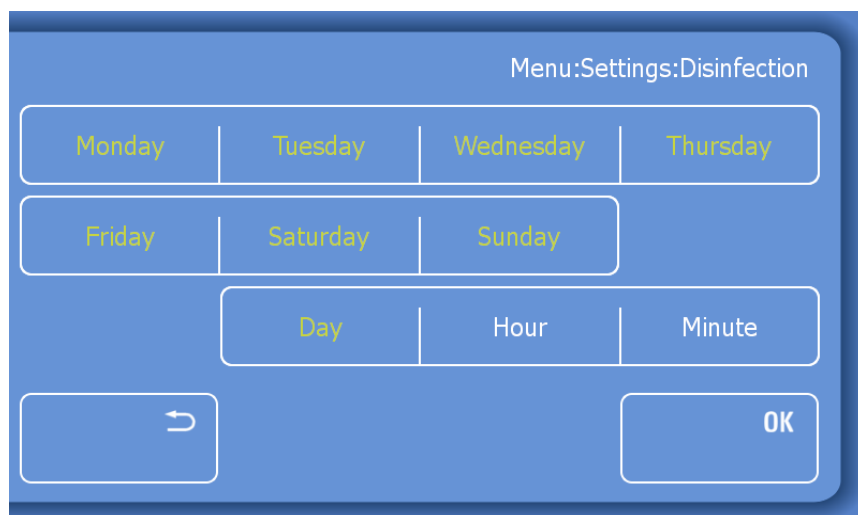 Menu:Settings:Disinfection
Monday Tuesday Wednesday Thursday
Friday Saturday Sunday
Day Hour Minute
OK